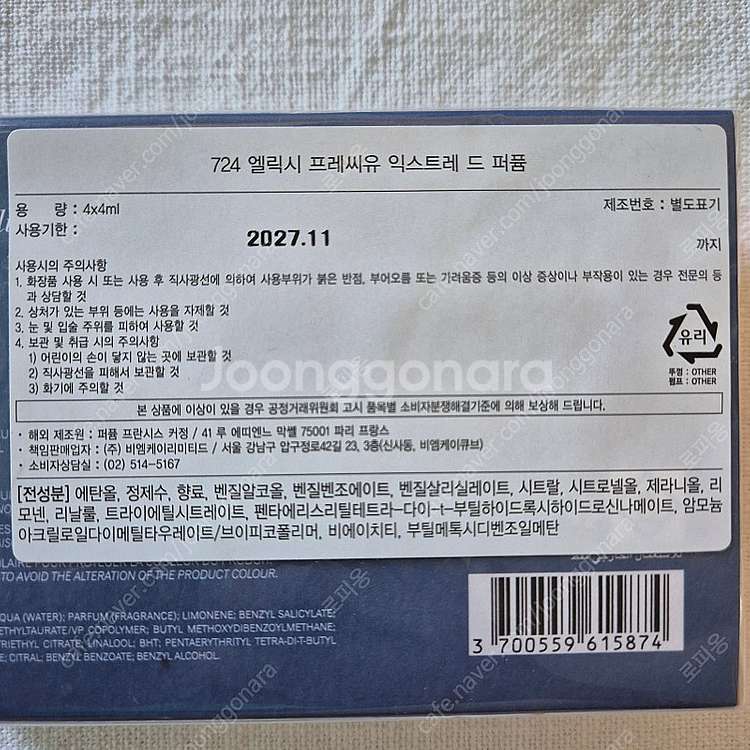 724 엘릭시 프레씨유 익스트레 드 퍼퓸
용 량 : 4x4ml
제조번호 : 별도표기
사용기한 :
2027.11
까지
사용시의 주의사항
1. 화장품 사용 시 또는 사용 후 직사광선에 의하여 사용부위가 붉은 반점, 부어오름 또는 가려움증 등의 이상 증상이나 부작용이 있는 경우 전문의 등
과 상담할 것
2. 상처가 있는 부위 등에는 사용을 자제할 것
3. 눈 및 입술 주위를 피하여 사용할 것
4. 보관 및 취급 시의 주의사항
1) 어린이의 손이 닿지 않는 곳에 보관할 것
2) 직사광선을 피해서 보관할 것
3) 화기에 주의할 것
유리
뚜껑 : OTHER
펌프 : OTHER
Joonggonara
본 상품에 이상이 있을 경우 공정거래위원회 고시 품목별 소비자분쟁해결기준에 의해 보상해 드립니다.
• 해외 제조원 : 퍼퓸 프란시스 커정 / 41 루 에띠엔느 막쎌 75001 파리 프랑스
• 책임판매업자 : (주) 비엠케이리미티드 / 서울 강남구 압구정로42길 23, 3층(신사동, 비엠케이큐브)
• 소비자상담실 : (02) 514-5167
[전성분] 에탄올, 정제수, 향료, 벤질알코올, 벤질벤조에이트, 벤질살리실레이트, 시트랄, 시트로넬올, 제라니올, 리
모넨, 리날룰, 트라이에틸시트레이트, 펜타에리스리틸테트라-다이-t-부틸하이드록시하이드로신나메이트, 암모늄
아크릴로일다이메틸타우레이트/브이피코폴리머, 비에이치티, 부틸메톡시디벤조일메탄
TO AVOID THE ALTERATION OF THE PRODUCT COLOUR.
AQUA (WATER); PARFUM (FRAGRANCE); LIMONENE; BENZYL SALICYLATE;
METHYLTAURATE/VP COPOLYMER; BUTYL METHOXYDIBENZOYLMETHANE;
TRIETHYL CITRATE; LINALOOL; BHT; PENTAERYTHRITYL TETRA-DI-T-BUTYL
CITRAL; BENZYL BENZOATE; BENZYL ALCOHOL.
3 700559 615874
cafe.naver.com/joonggonara
로피옹